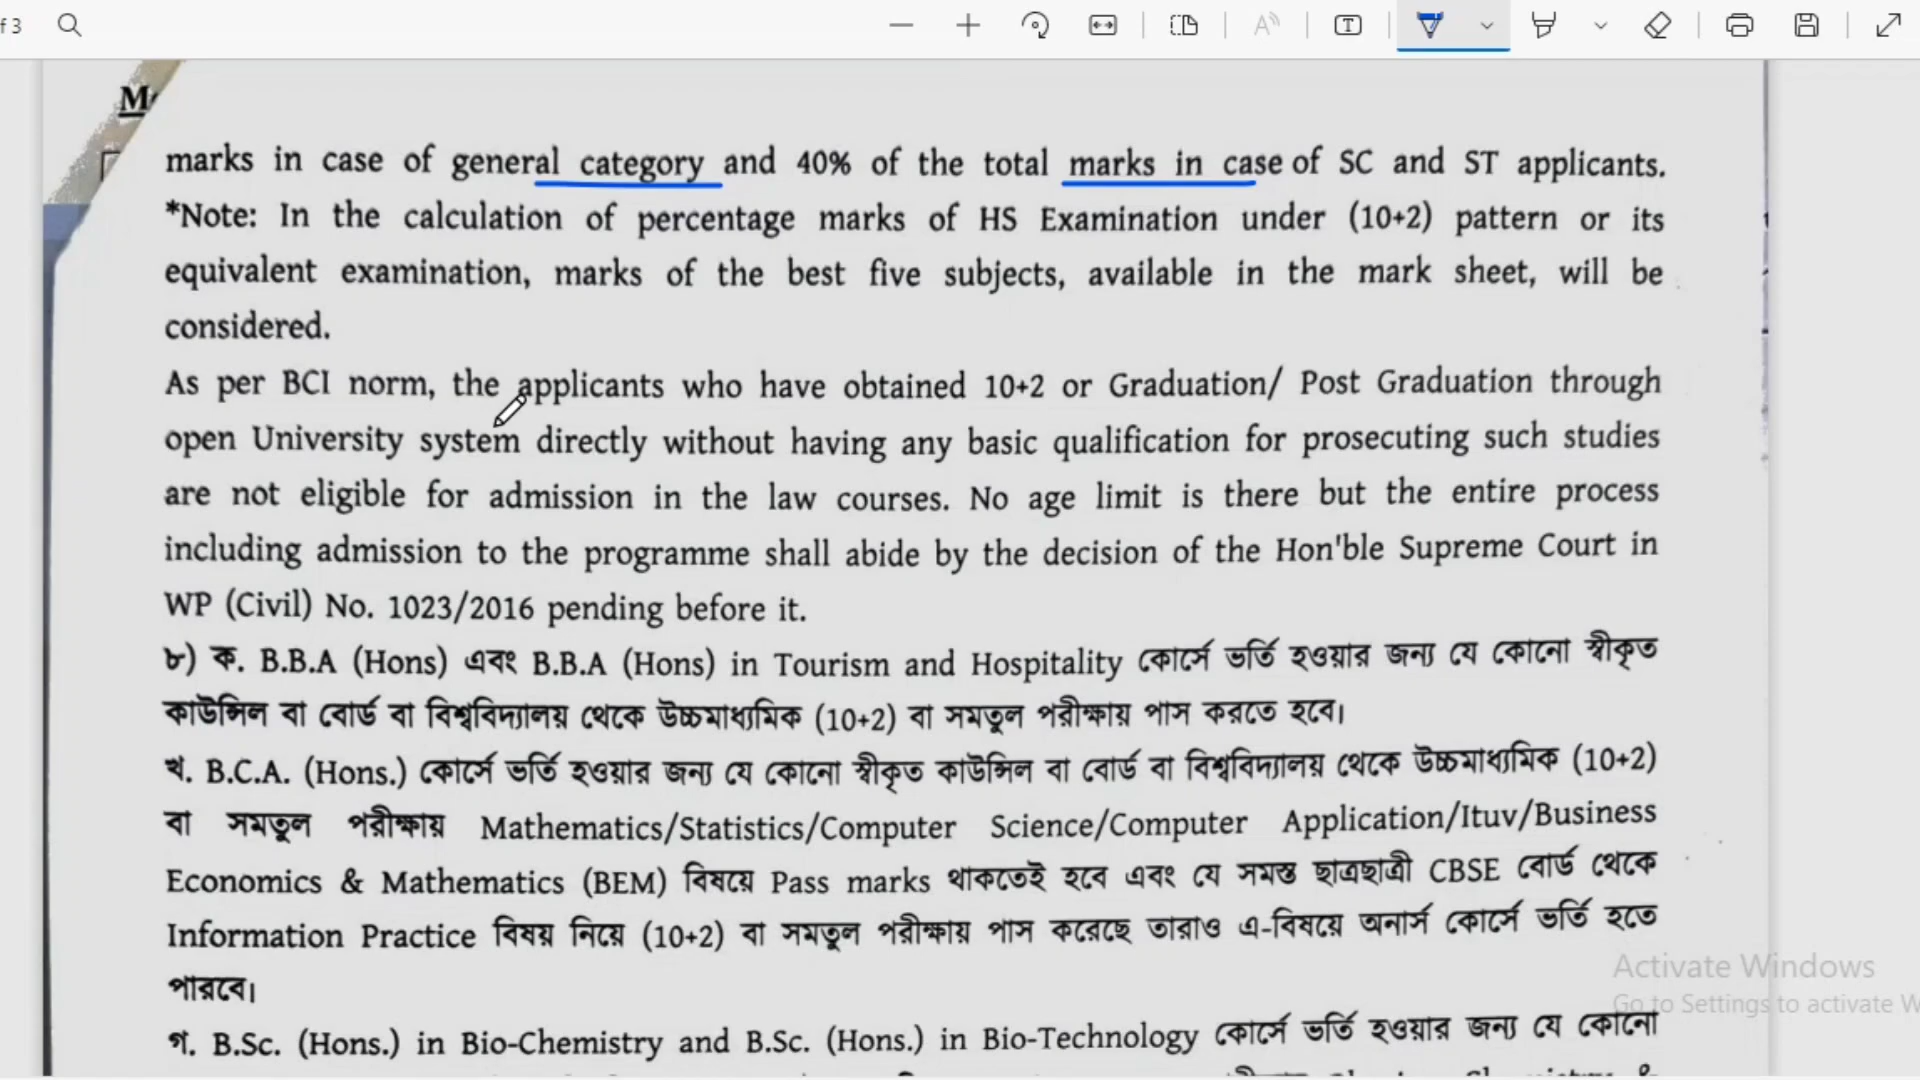 f 3
marks in case of general category and 40% of the total marks in case of SC and ST applicants.
*Note: In the calculation of percentage marks of HS Examination under (10+2) pattern or its
equivalent examination, marks of the best five subjects, available in the mark sheet, will be
considered.
As per BCI norm, the applicants who have obtained 10+2 or Graduation/ Post Graduation through
open University system directly without having any basic qualification for prosecuting such studies
are not eligible for admission in the law courses. No age limit is there but the entire process
including admission to the programme shall abide by the decision of the Hon'ble Supreme Court in
WP (Civil) No. 1023/2016 pending before it.
৮) ক. B.B.A (Hons) এবং B.B.A (Hons) in Tourism and Hospitality কোর্সে ভর্তি হওয়ার জন্য যে কোনো স্বীকৃত
কাউন্সিল বা বোর্ড বা বিশ্ববিদ্যালয় থেকে উচ্চমাধ্যমিক (10+2) বা সমতুল পরীক্ষায় পাস করতে হবে।
খ. B.C.A. (Hons.) কোর্সে ভর্তি হওয়ার জন্য যে কোনো স্বীকৃত কাউন্সিল বা বোর্ড বা বিশ্ববিদ্যালয় থেকে উচ্চমাধ্যমিক (10+2)
বা সমতুল পরীক্ষায় Mathematics/Statistics/Computer Science/Computer Application/Ituv/Business
Economics & Mathematics (BEM) বিষয়ে Pass marks থাকতেই হবে এবং যে সমস্ত ছাত্রছাত্রী CBSE বোর্ড থেকে
Information Practice বিষয় নিয়ে (10+2) বা সমতুল পরীক্ষায় পাস করেছে তারাও এ-বিষয়ে অনার্স কোর্সে ভর্তি হতে
পারবে।
গ. B.Sc. (Hons.) in Bio-Chemistry and B.Sc. (Hons.) in Bio-Technology কোর্সে ভর্তি হওয়ার জন্য যে কোনো
Activate Windows
Go to Settings to activate W